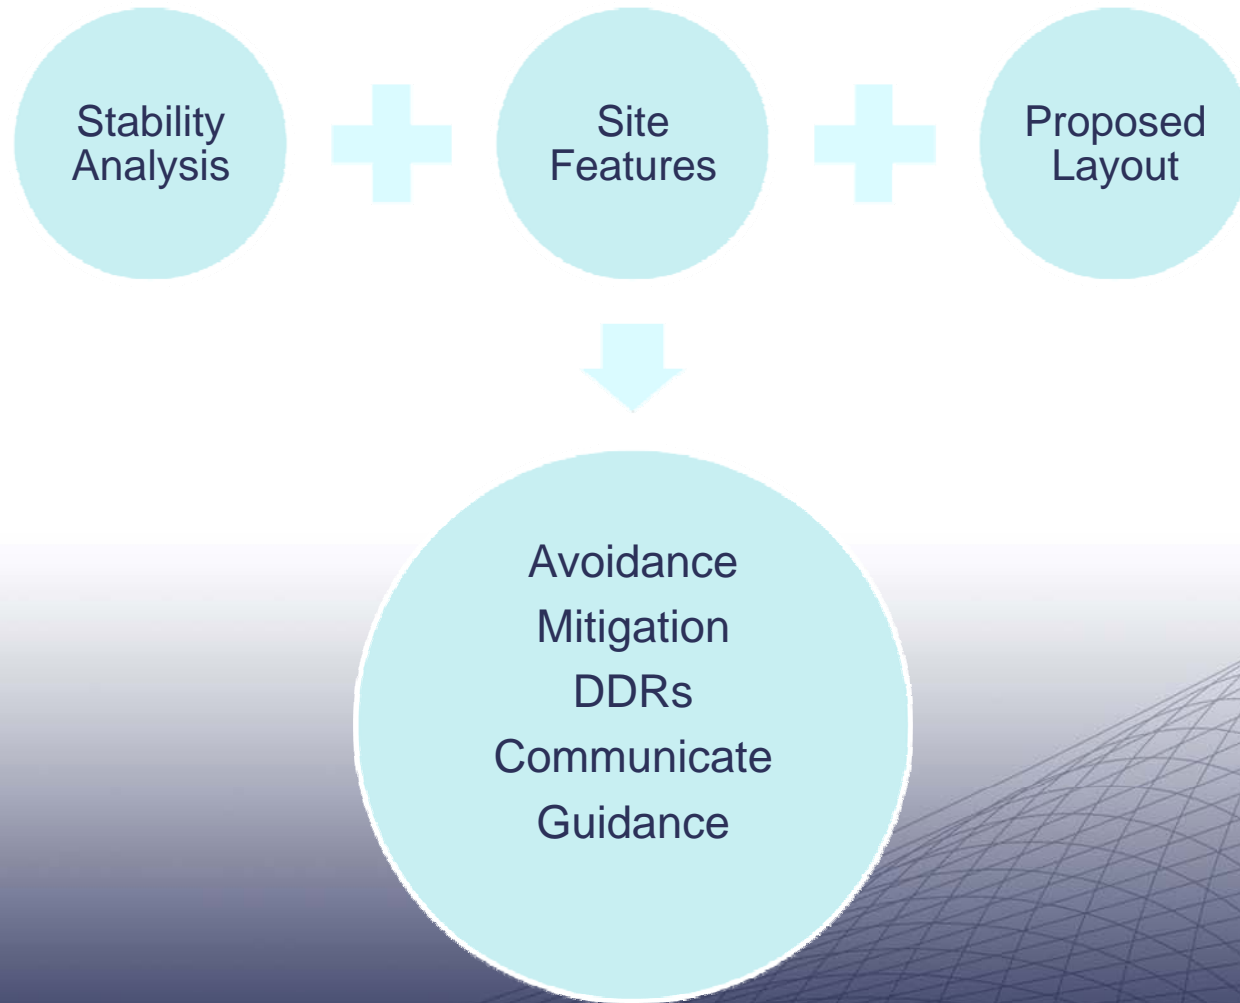 Stability
Analysis
Site
Features
Proposed
Layout
Avoidance
Mitigation
DDRs
Communicate
Guidance